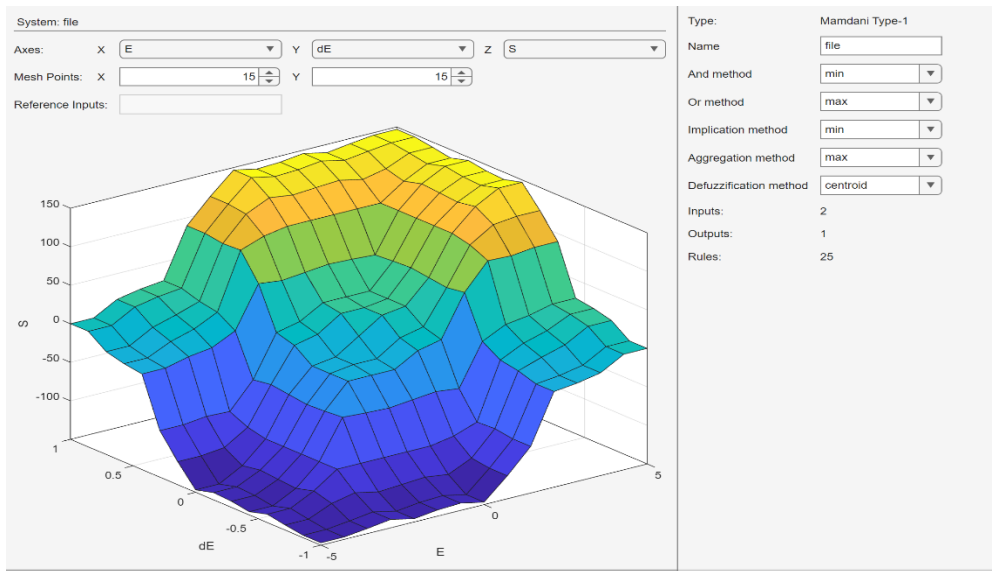 System: file
Axes: X E Y dE Z S
Mesh Points: X 15 Y 15
Reference Inputs:
150
100
50
0
-50
-100
S
1
0.5
0
-0.5
-1
dE
-5
0
5
E
Type: Mamdani Type-1
Name file
And method min
Or method max
Implication method min
Aggregation method max
Defuzzification method centroid
Inputs: 2
Outputs: 1
Rules: 25